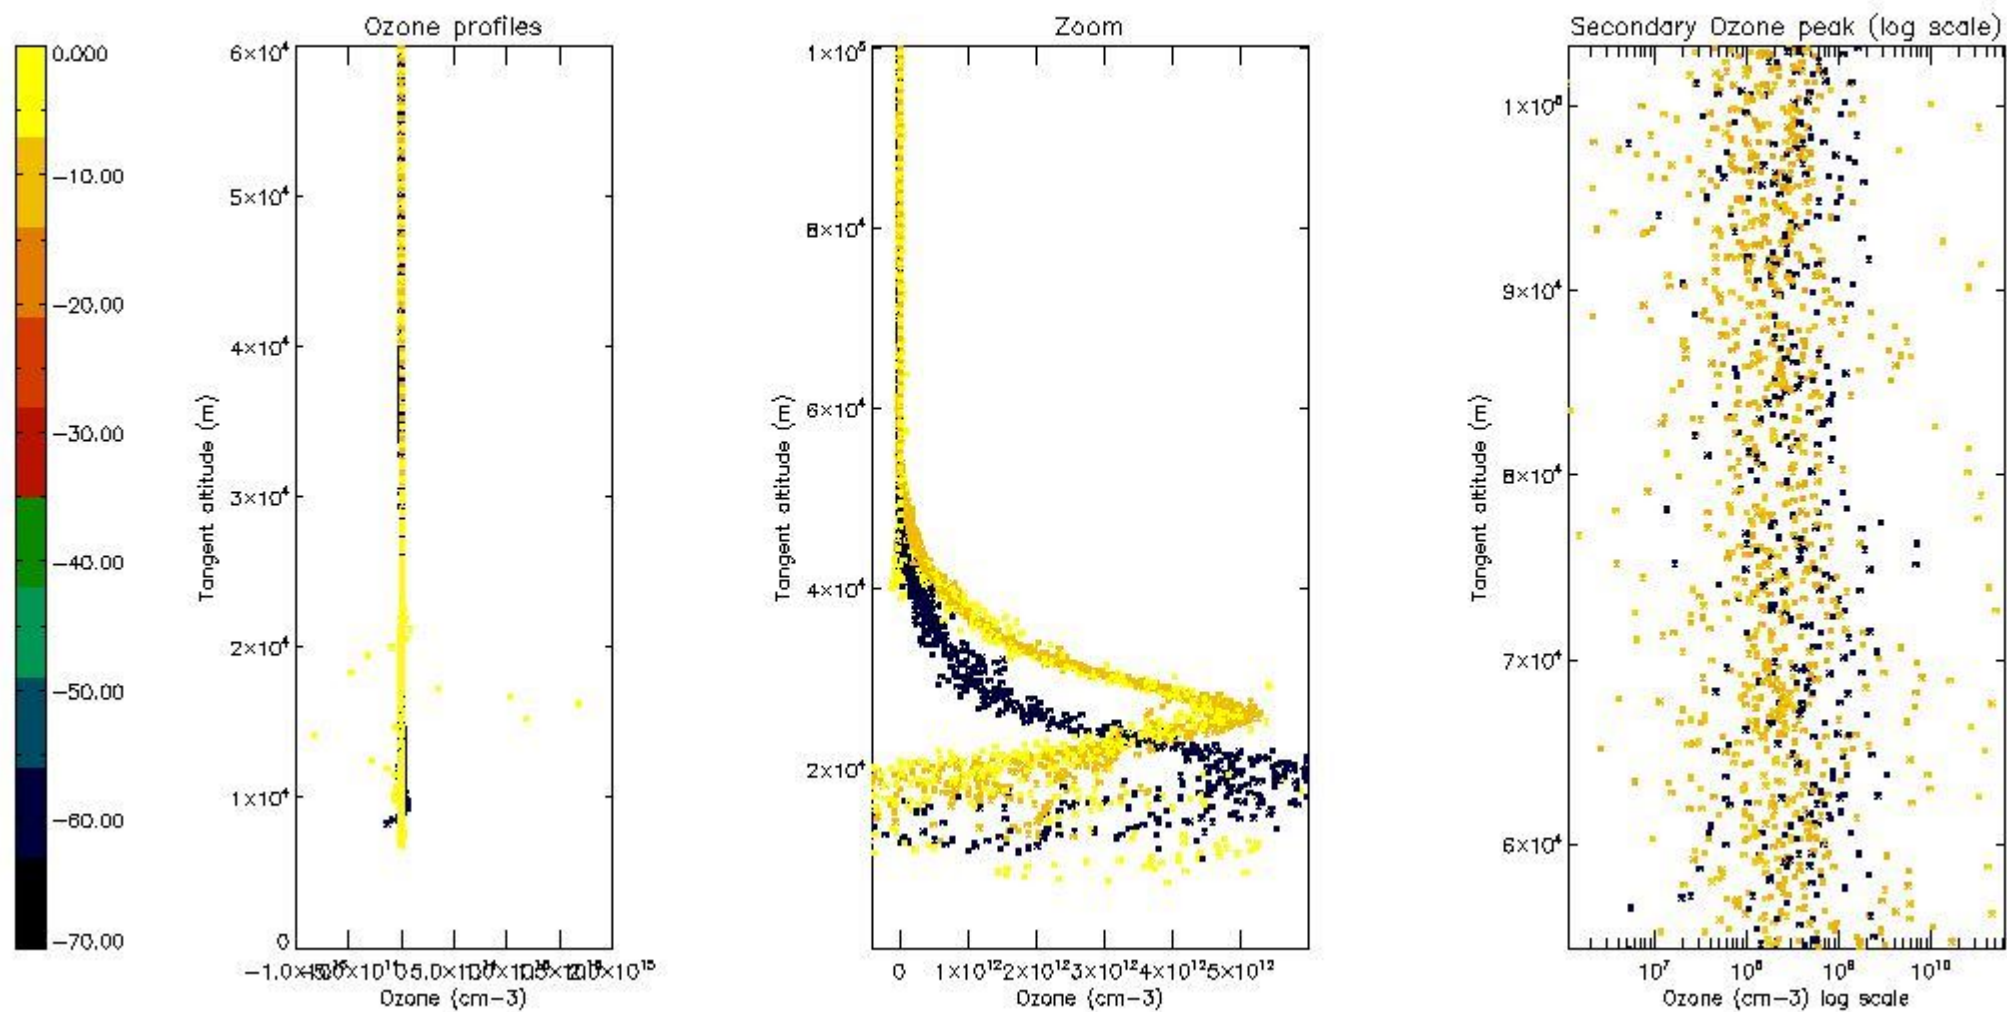 Ozone profiles
Zoom
Secondary Ozone peak (log scale)
0.000
-10.00
-20.00
-30.00
-40.00
-50.00
-60.00
-70.00
6×10⁴
5×10⁴
4×10⁴
3×10⁴
2×10⁴
1×10⁴
0
Tangent altitude (m)
Ozone (cm-3)
1×10⁵
8×10⁴
6×10⁴
4×10⁴
2×10⁴
Tangent altitude (m)
0 1×10¹² 2×10¹² 3×10¹² 4×10¹² 5×10¹²
Ozone (cm-3)
9×10⁴
8×10⁴
7×10⁴
6×10⁴
Tangent altitude (m)
10⁷ 10⁸ 10⁹ 10¹⁰
Ozone (cm-3) log scale